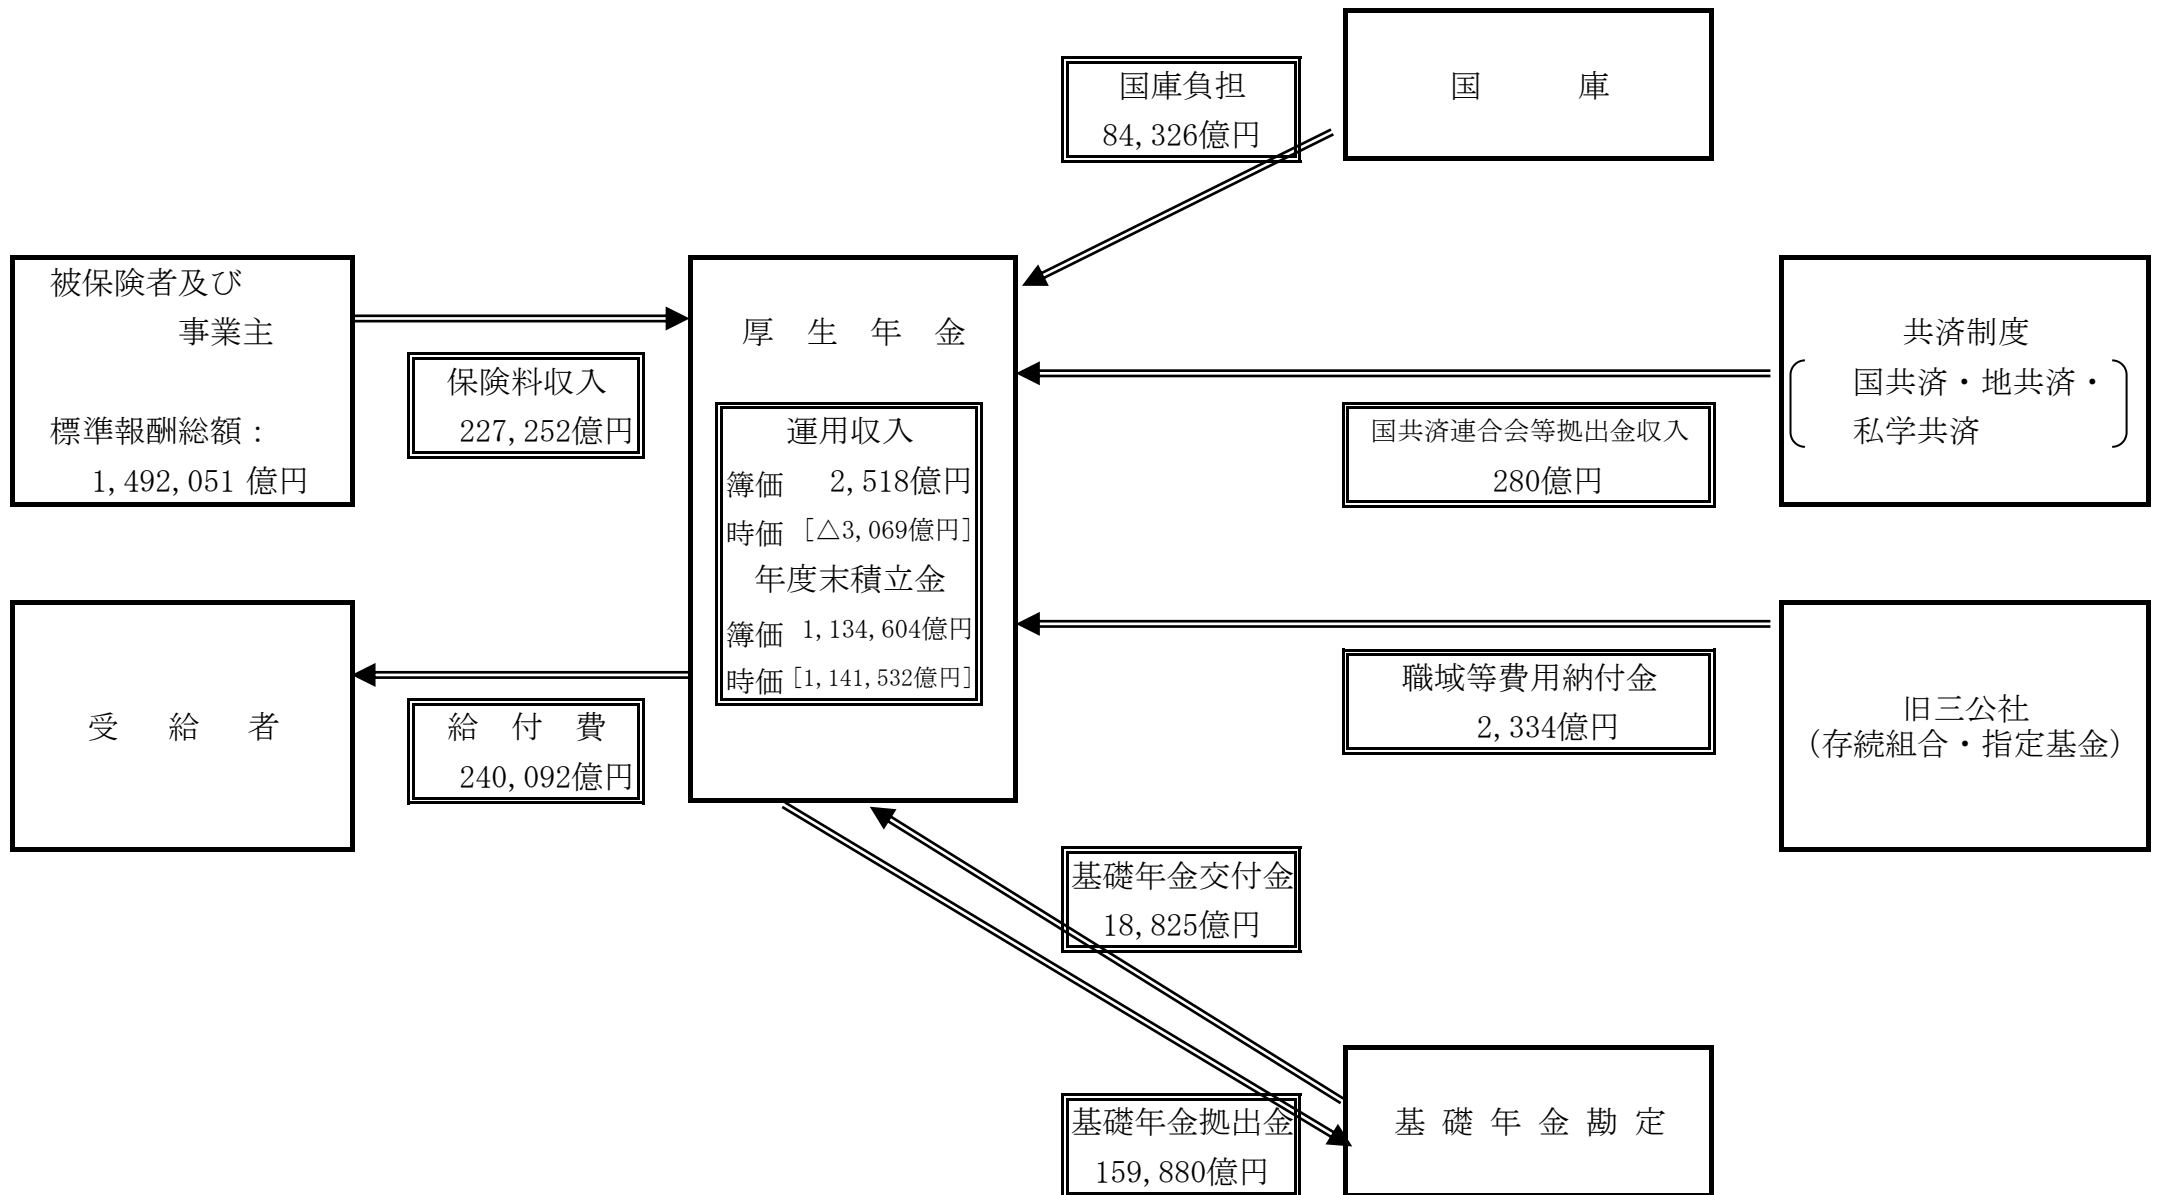 国庫
国庫負担
84,326億円
被保険者及び
事業主
標準報酬総額：
1,492,051 億円
保険料収入
227,252億円
厚生年金
運用収入
簿価 2,518億円
時価 [△3,069億円]
年度末積立金
簿価 1,134,604億円
時価 [1,141,532億円]
共済制度
国共済・地共済・
私学共済
国共済連合会等拠出金収入
280億円
受給者
給付費
240,092億円
職域等費用納付金
2,334億円
旧三公社
（存続組合・指定基金）
基礎年金交付金
18,825億円
基礎年金拠出金
159,880億円
基礎年金勘定